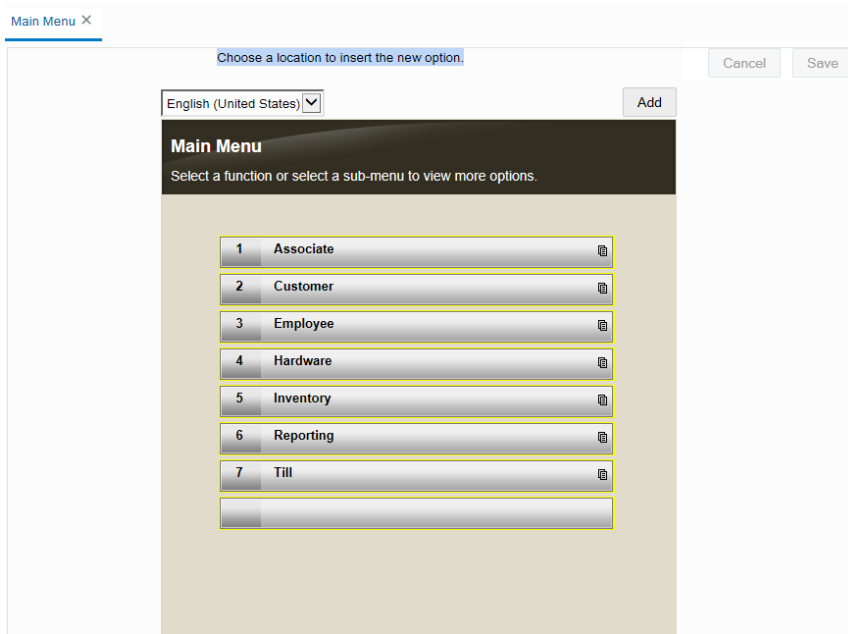 Main Menu ×
Choose a location to insert the new option.
Cancel Save
English (United States) Add
Main Menu
Select a function or select a sub-menu to view more options.
1 Associate
2 Customer
3 Employee
4 Hardware
5 Inventory
6 Reporting
7 Till